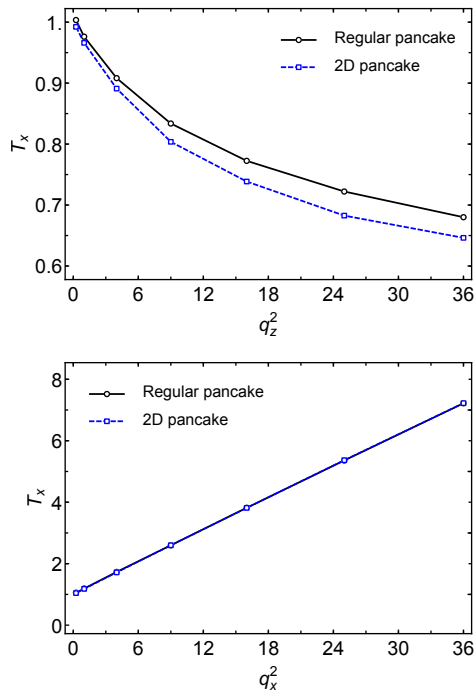 1.
0.9
0.8
0.7
0.6
T_x
Regular pancake
2D pancake
0 6 12 18 24 30 36
q_z^2
8
6
4
2
0
T_x
Regular pancake
2D pancake
0 6 12 18 24 30 36
q_x^2